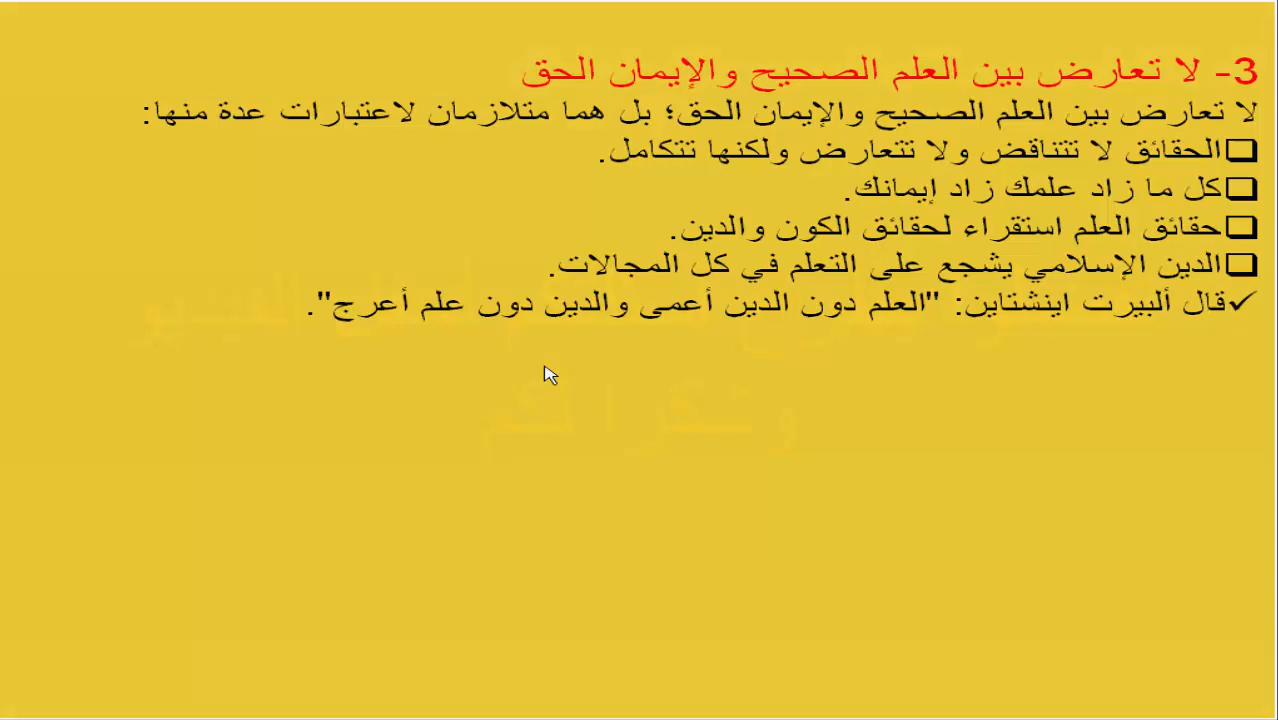 3- لا تعارض بين العلم الصحيح والإيمان الحق
لا تعارض بين العلم الصحيح والإيمان الحق؛ بل هما متلازمان لاعتبارات عدة منها:
❑الحقائق لا تتناقض ولا تتعارض ولكنها تتكامل.
❑كل ما زاد علمك زاد إيمانك.
❑حقائق العلم استقراء لحقائق الكون والدين.
❑الدين الإسلامي يشجع على التعلم في كل المجالات.
✓قال ألبيرت اينشتاين: "العلم دون الدين أعمى والدين دون علم أعرج".
وشكرا لكم